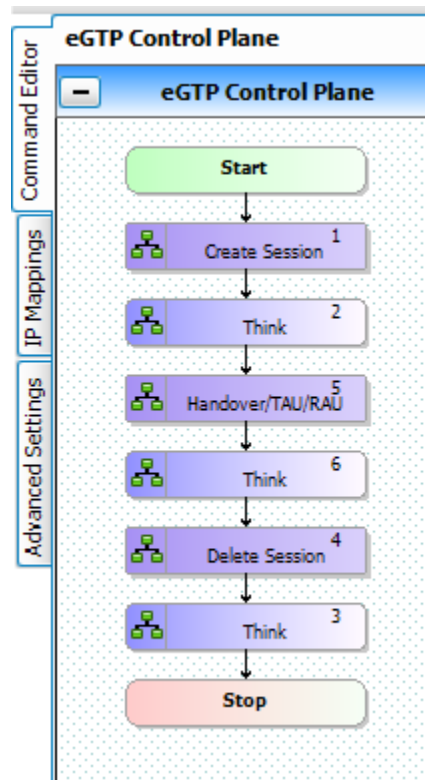 eGTP Control Plane
Command Editor
IP Mappings
Advanced Settings
eGTP Control Plane
Start
1
Create Session
2
Think
5
Handover/TAU/RAU
6
Think
4
Delete Session
3
Think
Stop